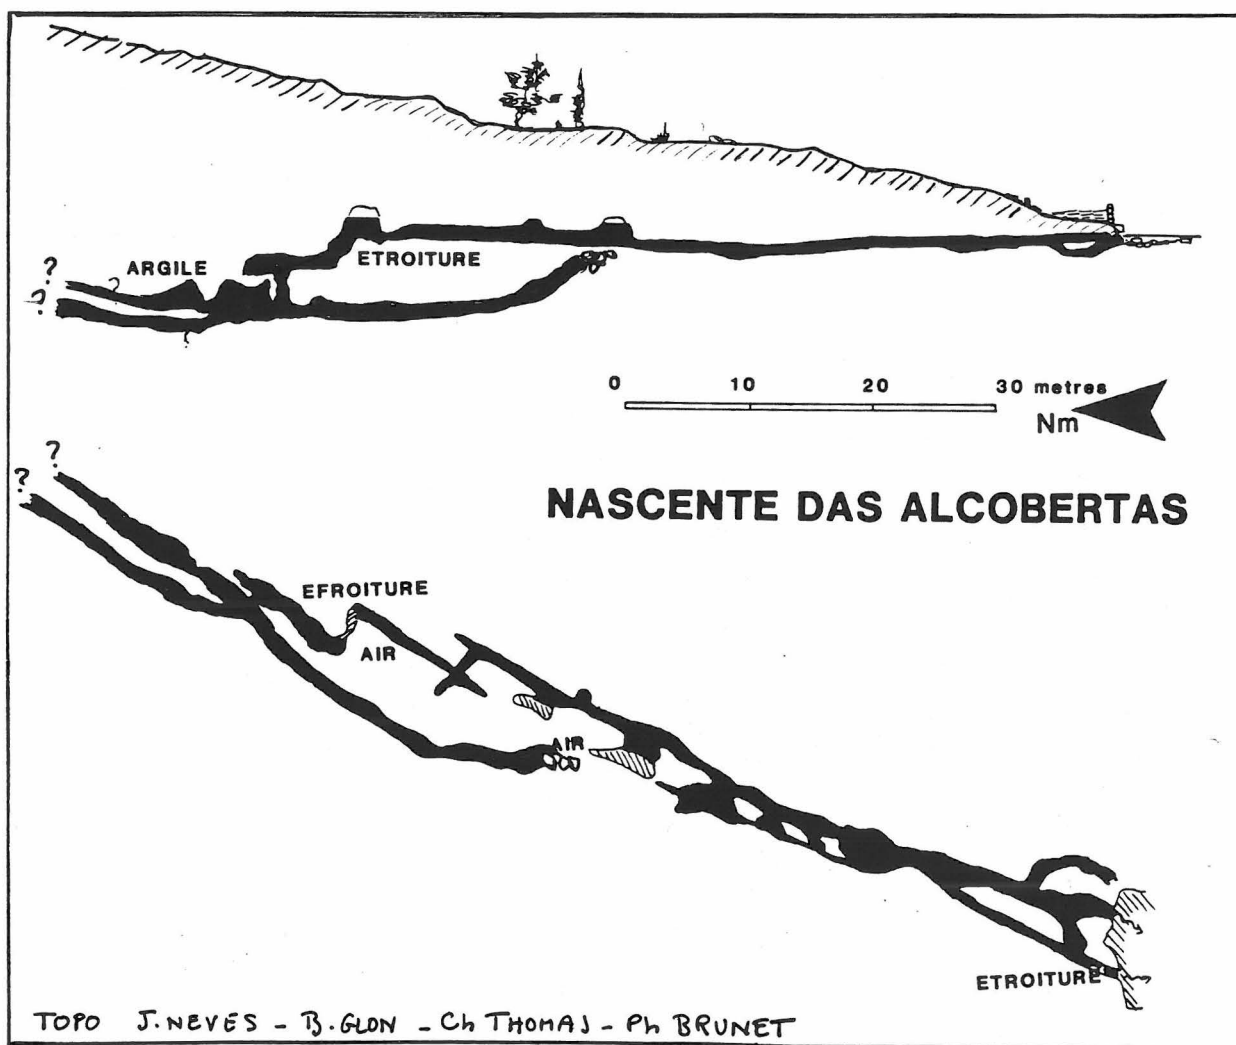 ?
?
ARGILE
?
ETROITURE
?
0 10 20 30 metres
Nm
NASCENTE DAS ALCOBERTAS
?
?
EFROITURE
AIR
AIR
ETROITURE
TOPO J. NEVES - B. GLON - Ch THOMAS - Ph BRUNET